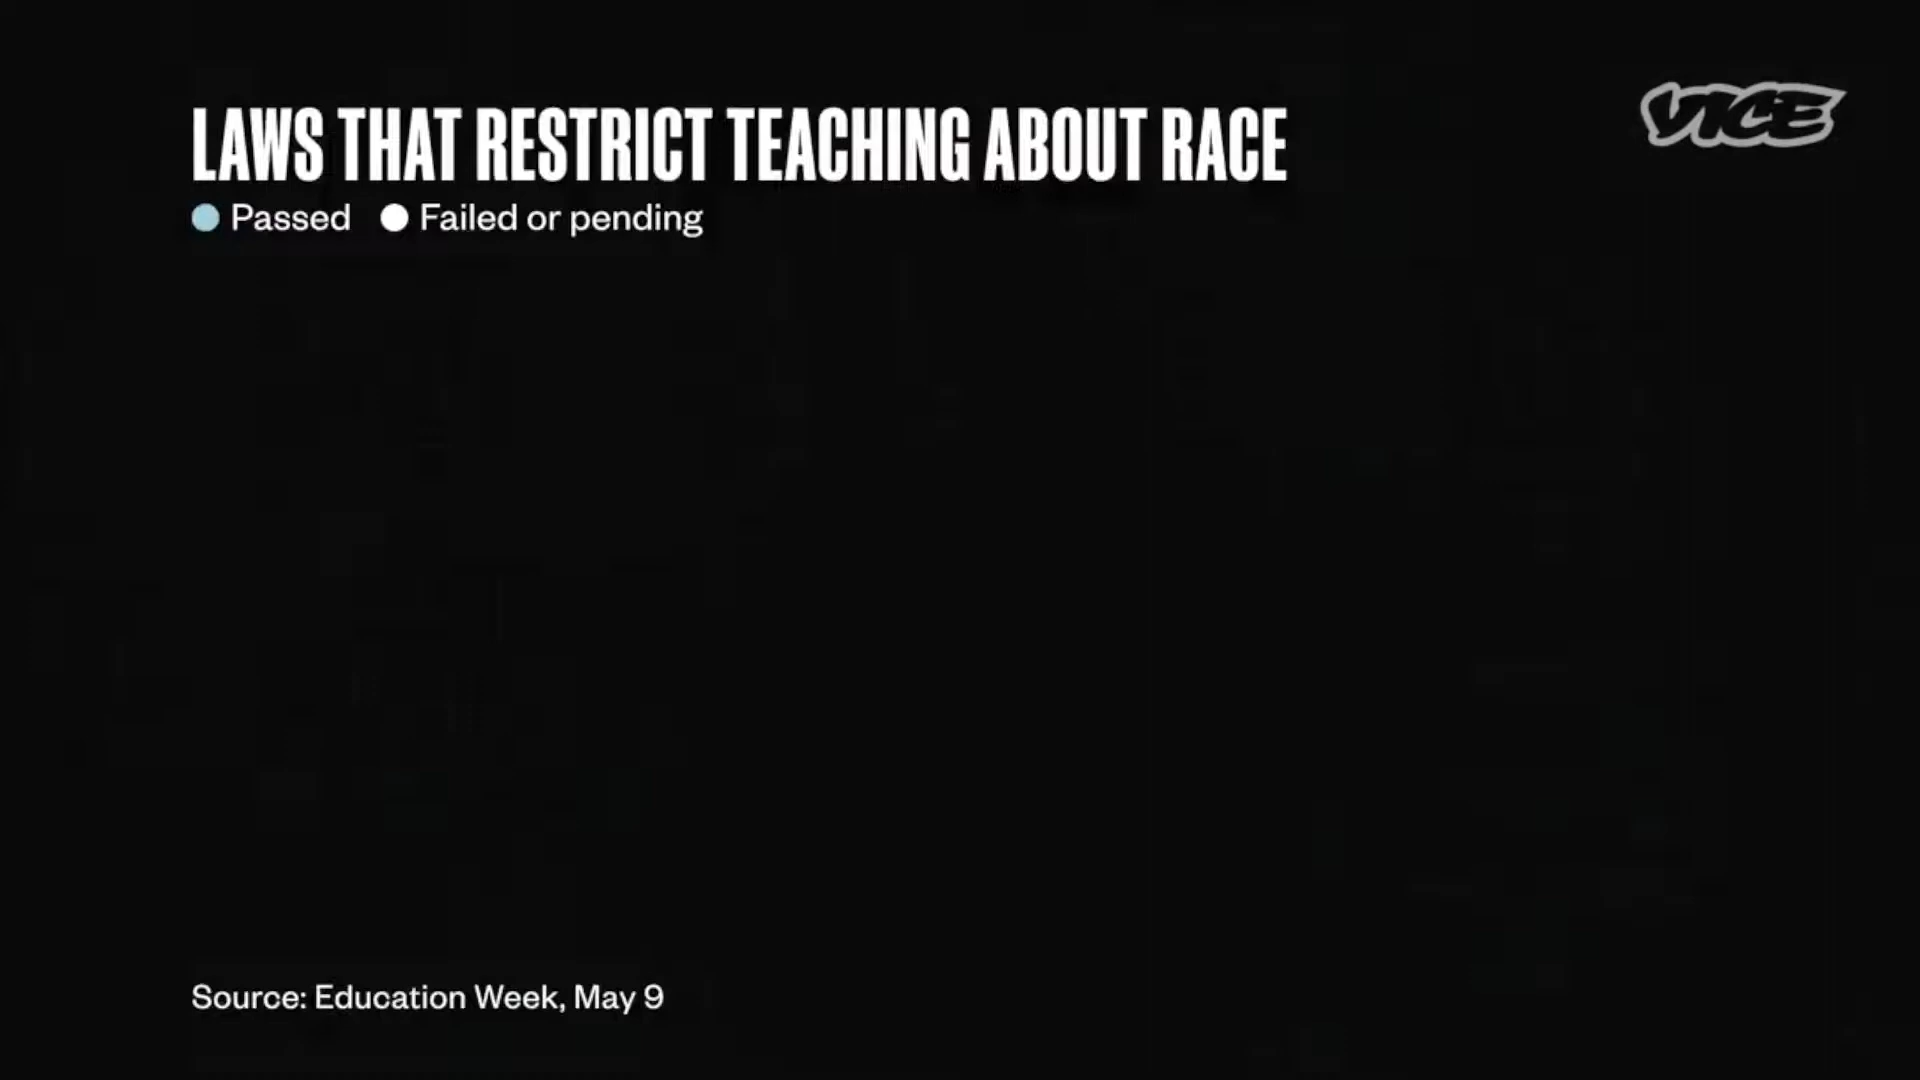 LAWS THAT RESTRICT TEACHING ABOUT RACE
VICE
Passed Failed or pending
Source: Education Week, May 9